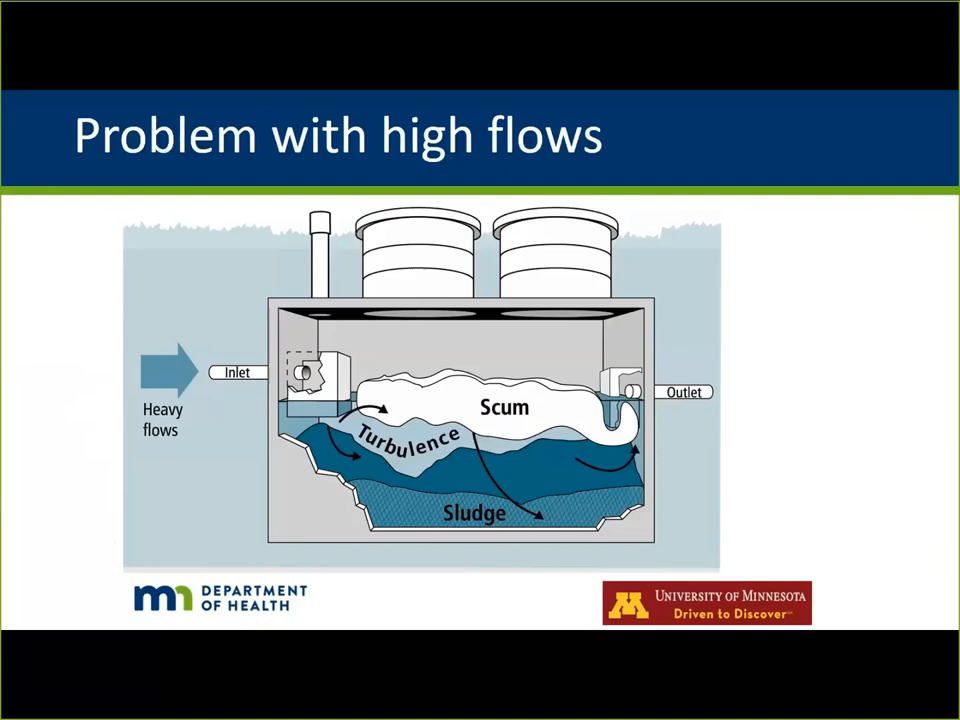 Problem with high flows
Inlet
Heavy
flows
Scum
Turbulence
Sludge
Outlet
mn DEPARTMENT
OF HEALTH
M UNIVERSITY OF MINNESOTA
Driven to Discover